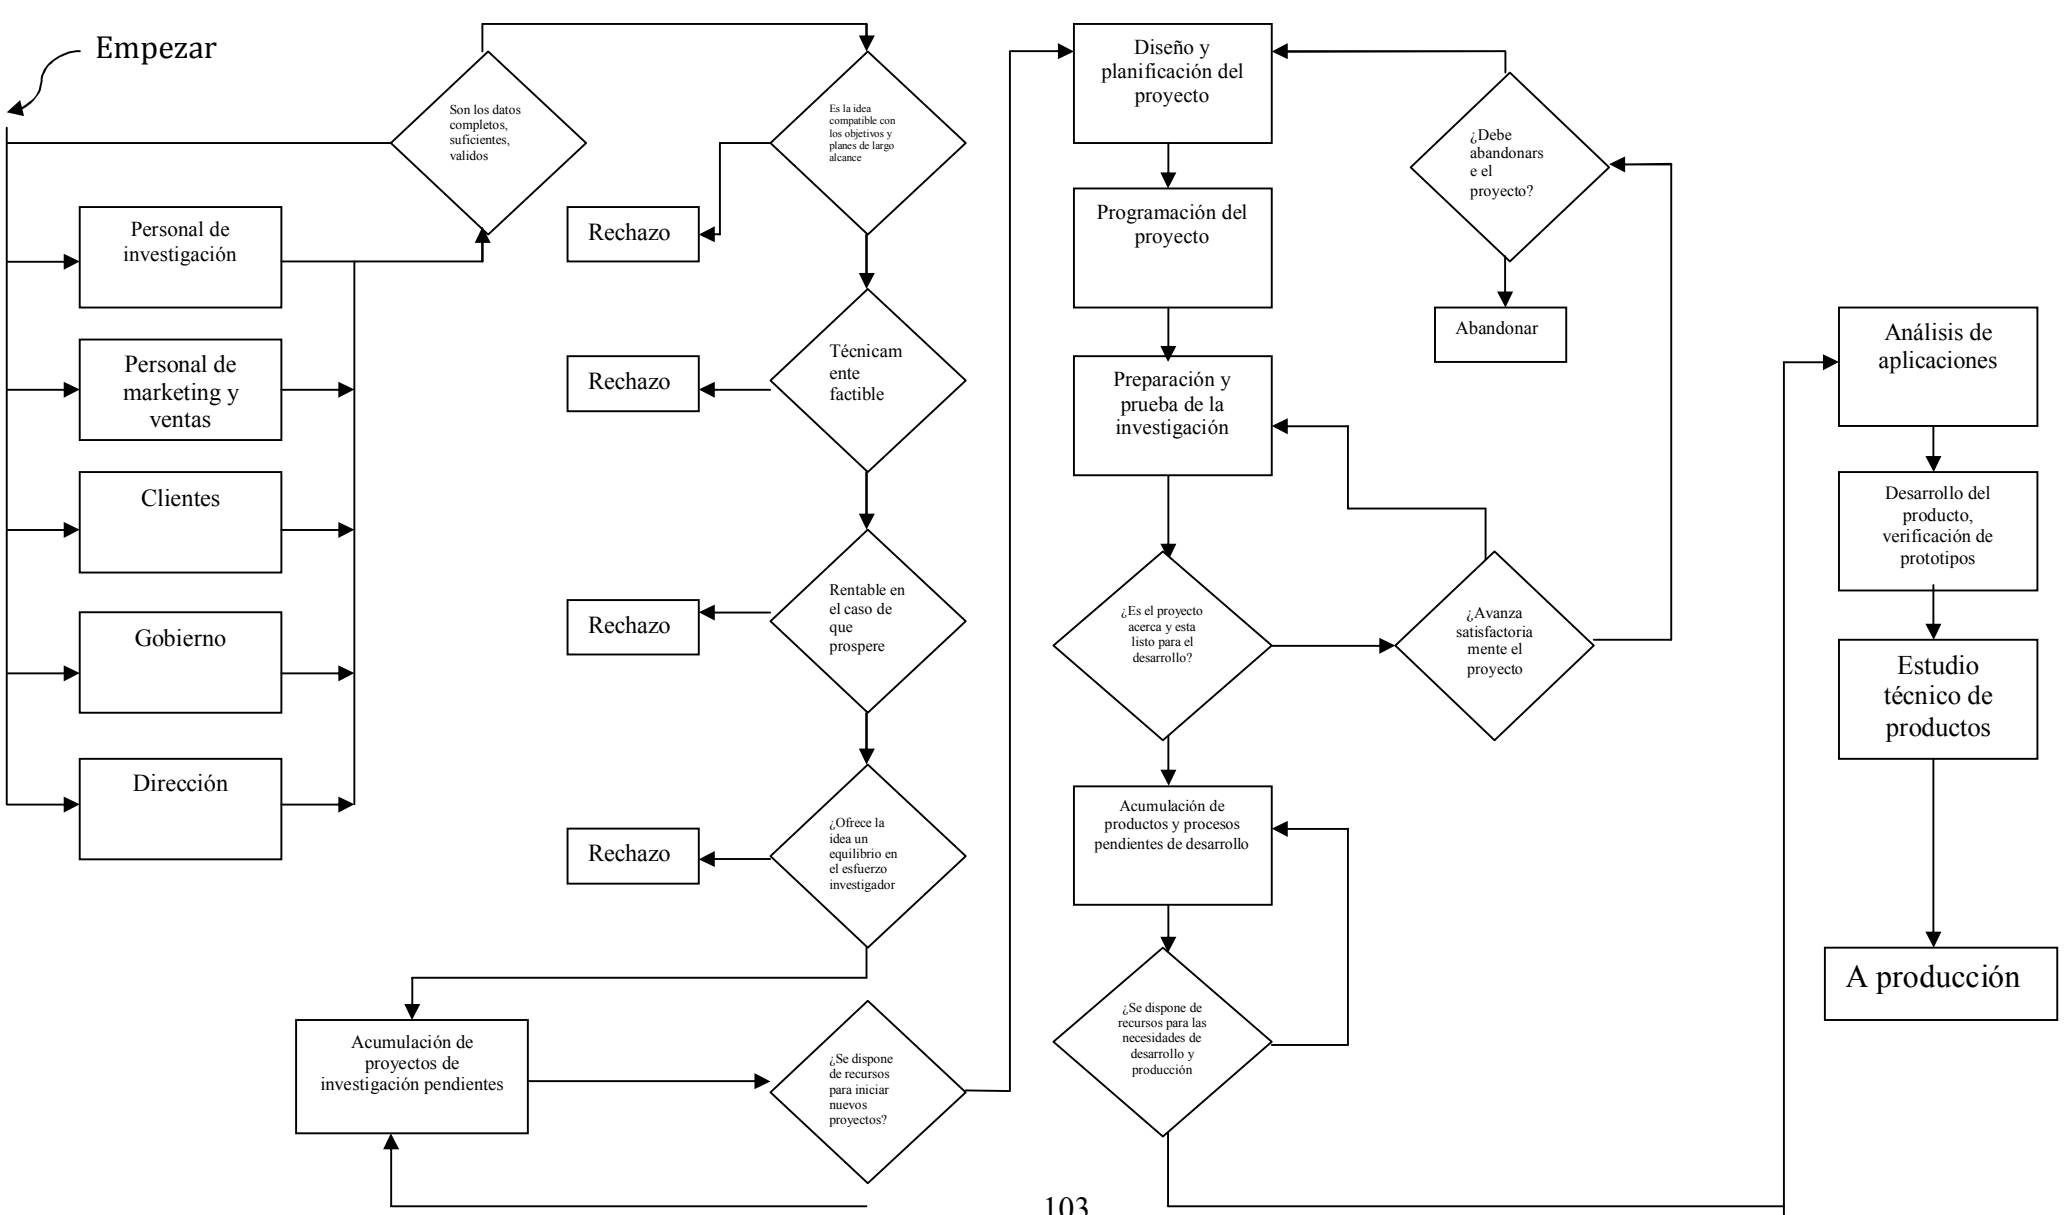 Empezar
Son los datos
completos,
suficientes,
validos
Personal de
investigación
Personal de
marketing y
ventas
Clientes
Gobierno
Dirección
Es la idea
compatible con
los objetivos y
planes de largo
alcance
Rechazo
Técnicam
ente
factible
Rechazo
Rentable en
el caso de
que
prospere
Rechazo
¿Ofrece la
idea un
equilibrio en
el esfuerzo
investigador
Rechazo
Acumulación de
proyectos de
investigación pendientes
¿Se dispone
de recursos
para iniciar
nuevos
proyectos?
Diseño y
planificación del
proyecto
Programación del
proyecto
Preparación y
prueba de la
investigación
¿Es el proyecto
acerca y esta
listo para el
desarrollo?
¿Avanza
satisfactoria
mente el
proyecto
¿Debe
abandonars
e el
proyecto?
Abandonar
Acumulación de
productos y procesos
pendientes de desarrollo
¿Se dispone de
recursos para las
necesidades de
desarrollo y
producción
Análisis de
aplicaciones
Desarrollo del
producto,
verificación de
prototipos
Estudio
técnico de
productos
A producción
103